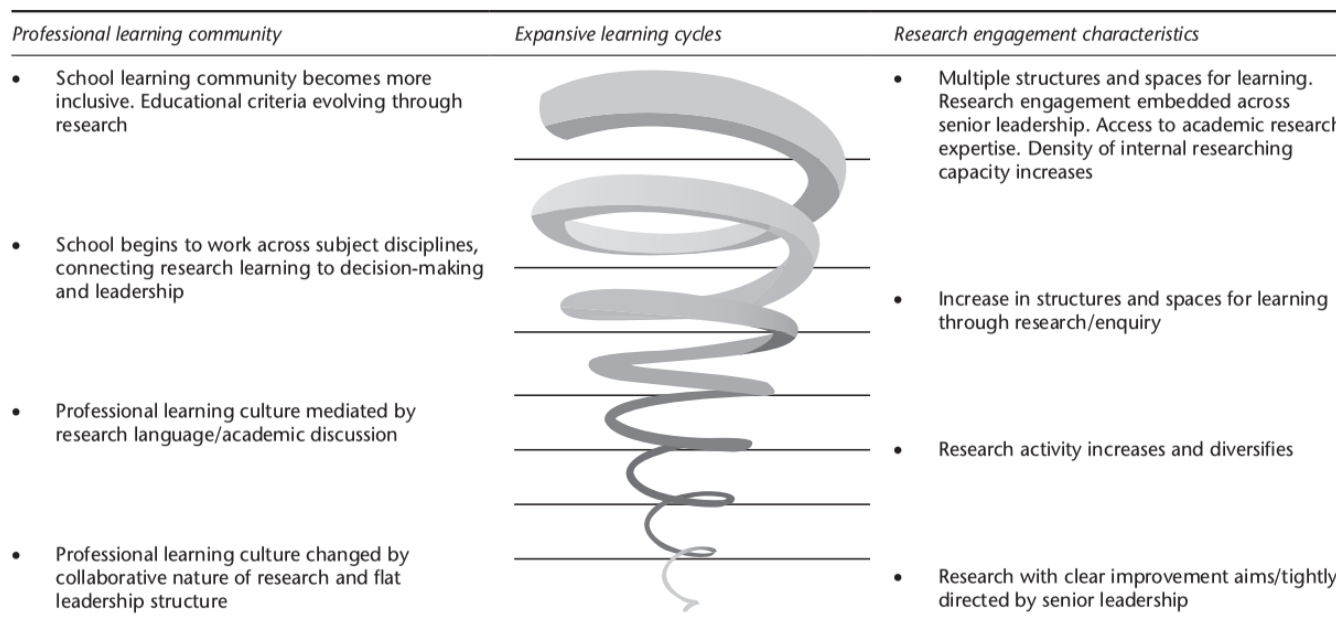 Professional learning community
Expansive learning cycles
Research engagement characteristics
• School learning community becomes more
inclusive. Educational criteria evolving through
research
• School begins to work across subject disciplines,
connecting research learning to decision-making
and leadership
• Professional learning culture mediated by
research language/academic discussion
• Professional learning culture changed by
collaborative nature of research and flat
leadership structure
• Multiple structures and spaces for learning.
Research engagement embedded across
senior leadership. Access to academic research
expertise. Density of internal researching
capacity increases
• Increase in structures and spaces for learning
through research/enquiry
• Research activity increases and diversifies
• Research with clear improvement aims/tightly
directed by senior leadership